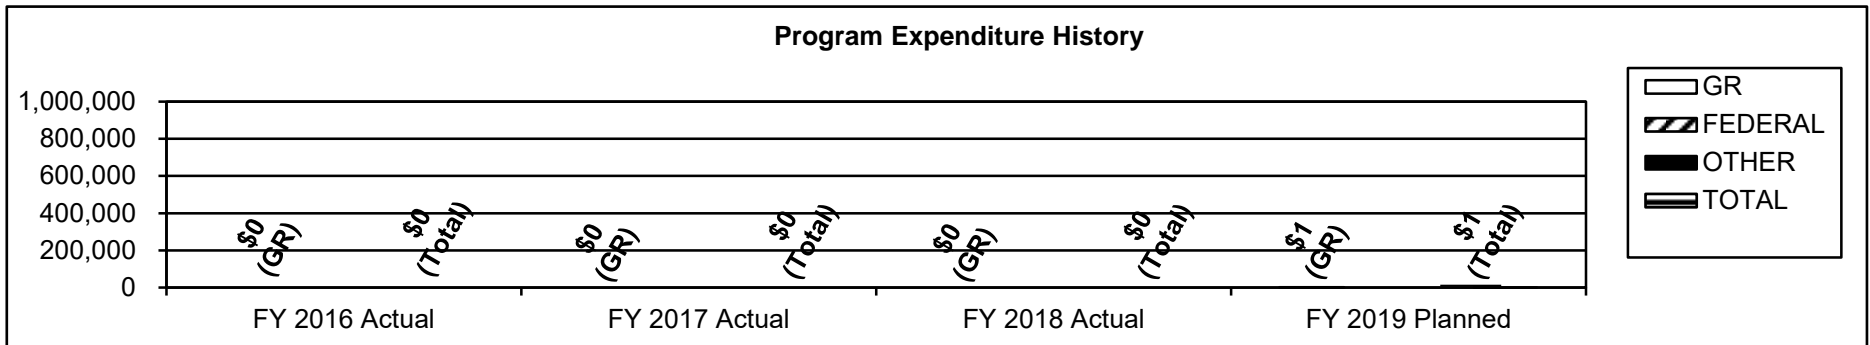 Program Expenditure History
1,000,000
800,000
600,000
400,000
200,000
0
$0
(GR)
$0
(Total)
$0
(GR)
$0
(Total)
$0
(GR)
$0
(Total)
$1
(GR)
$1
(Total)
FY 2016 Actual
FY 2017 Actual
FY 2018 Actual
FY 2019 Planned
GR
FEDERAL
OTHER
TOTAL